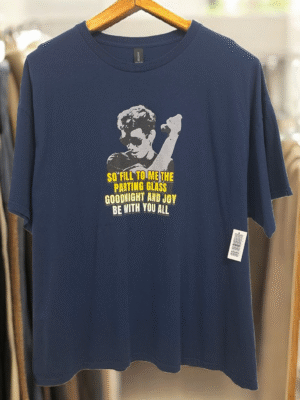 SO FILL TO ME THE
PARTING GLASS
GOODNIGHT AND JOY
BE WITH YOU ALL